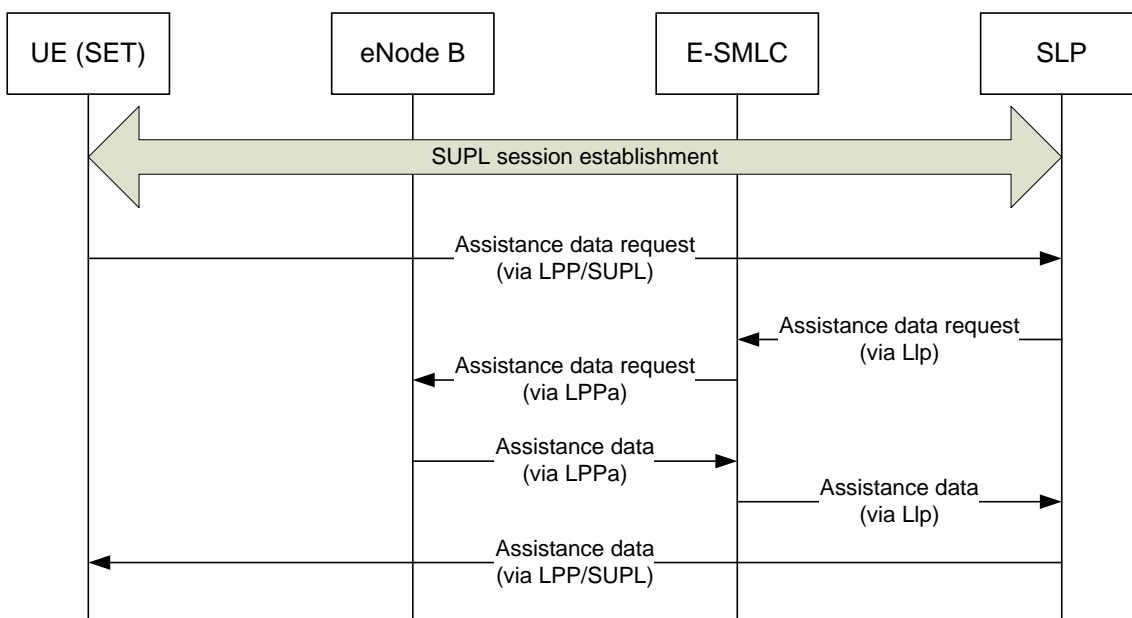 UE (SET)
eNode B
E-SMLC
SLP
SUPL session establishment
Assistance data request
(via LPP/SUPL)
Assistance data request
(via Llp)
Assistance data request
(via LPPa)
Assistance data
(via LPPa)
Assistance data
(via Llp)
Assistance data
(via LPP/SUPL)